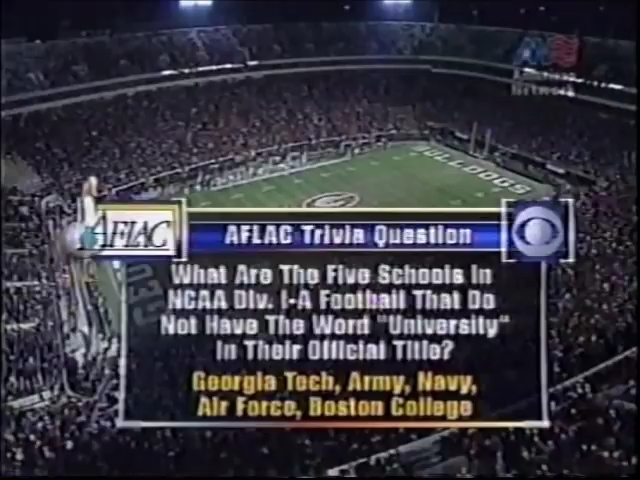 BULLDOGS
AFLAC
AFLAC Trivia Question
What Are The Five Schools In
NCAA Div. I-A Football That Do
Not Have The Word "University"
In Their Official Title?
Georgia Tech, Army, Navy,
Air Force, Boston College